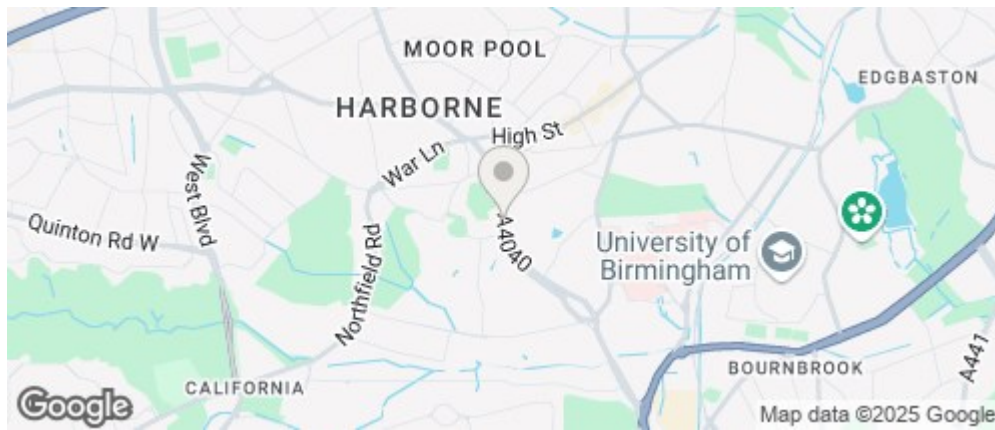 MOOR POOL
EDGBASTON
HARBORNE
High St
War Ln
West Blvd
Quinton Rd W
A4040
University of
Birmingham
Northfield Rd
BOURNBROOK
A441
CALIFORNIA
Google
Map data ©2025 Google